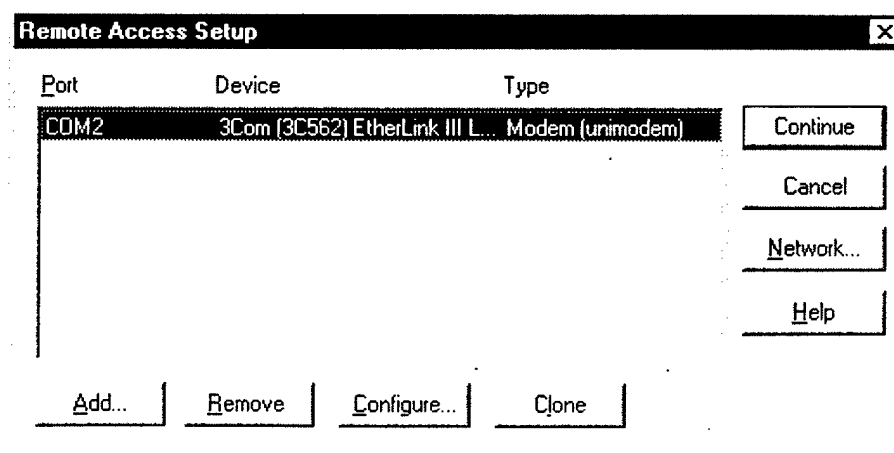 Remote Access Setup
Port Device Type
COM2 3Com (3C562) EtherLink III L... Modem (unimodem)
Continue
Cancel
Network...
Help
Add... Remove Configure... Clone